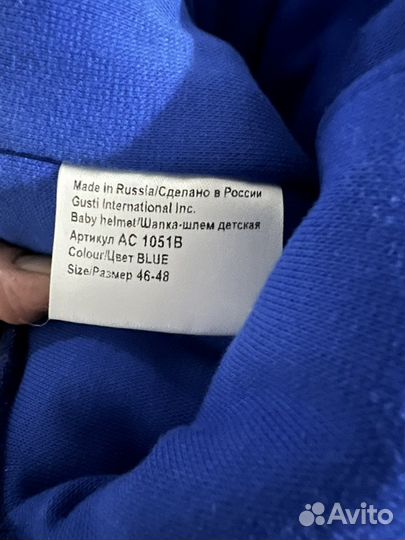 Made in Russia/Сделано в России
Gusti International Inc.
Baby helmet/Шапка-шлем детская
Артикул AC 1051B
Colour/Цвет BLUE
Size/Размер 46-48
Avito